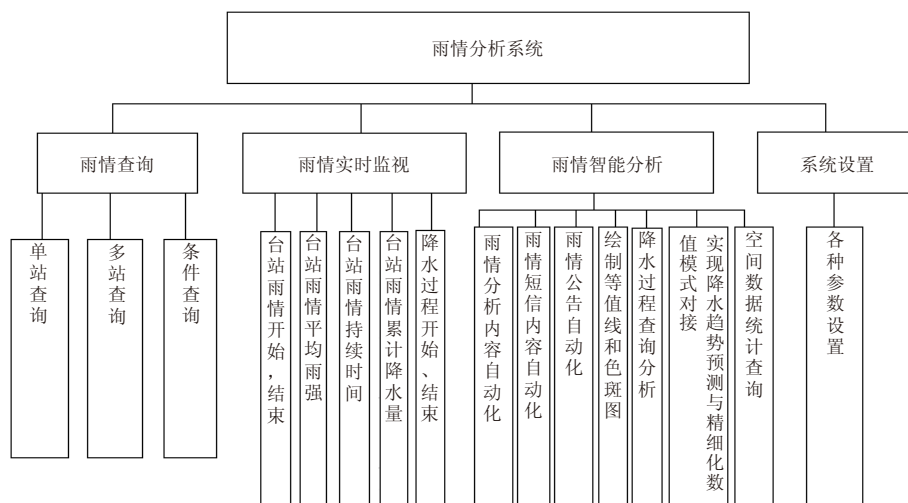 雨情分析系统
雨情查询
雨情实时监视
雨情智能分析
系统设置
单站查询
多站查询
条件查询
台站雨情开始,结束
台站雨情平均雨强
台站雨情持续时间
台站雨情累计降水量
降水过程开始、结束
雨情分析内容自动化
雨情短信内容自动化
雨情公告自动化
绘制等值线和色斑图
降水过程查询分析
实现降水趋势预测与精细化数
值模式对接
空间数据统计查询
各种参数设置